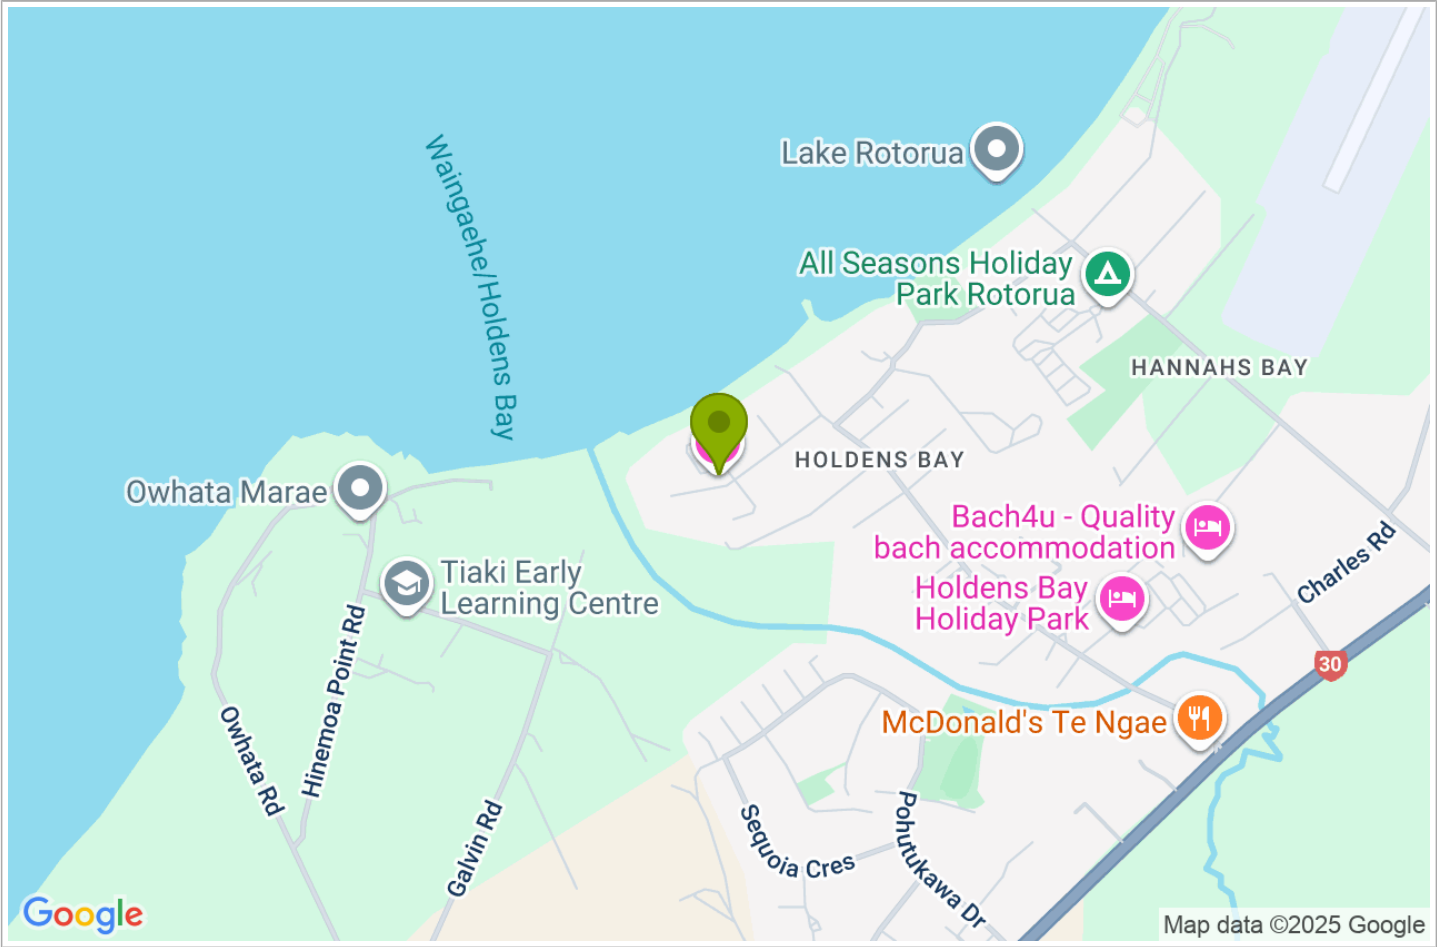 Lake Rotorua
Waingaehe/Holdens Bay
All Seasons Holiday
Park Rotorua
HANNAHS BAY
HOLDENS BAY
Owhata Marae
Bach4u - Quality
bach accommodation
Tiaki Early
Learning Centre
Holdens Bay
Holiday Park
Charles Rd
30
Hinemoa Point Rd
Owhata Rd
McDonald's Te Ngae
Galvin Rd
Sequoia Cres
Pohutukawa Dr
Google
Map data ©2025 Google